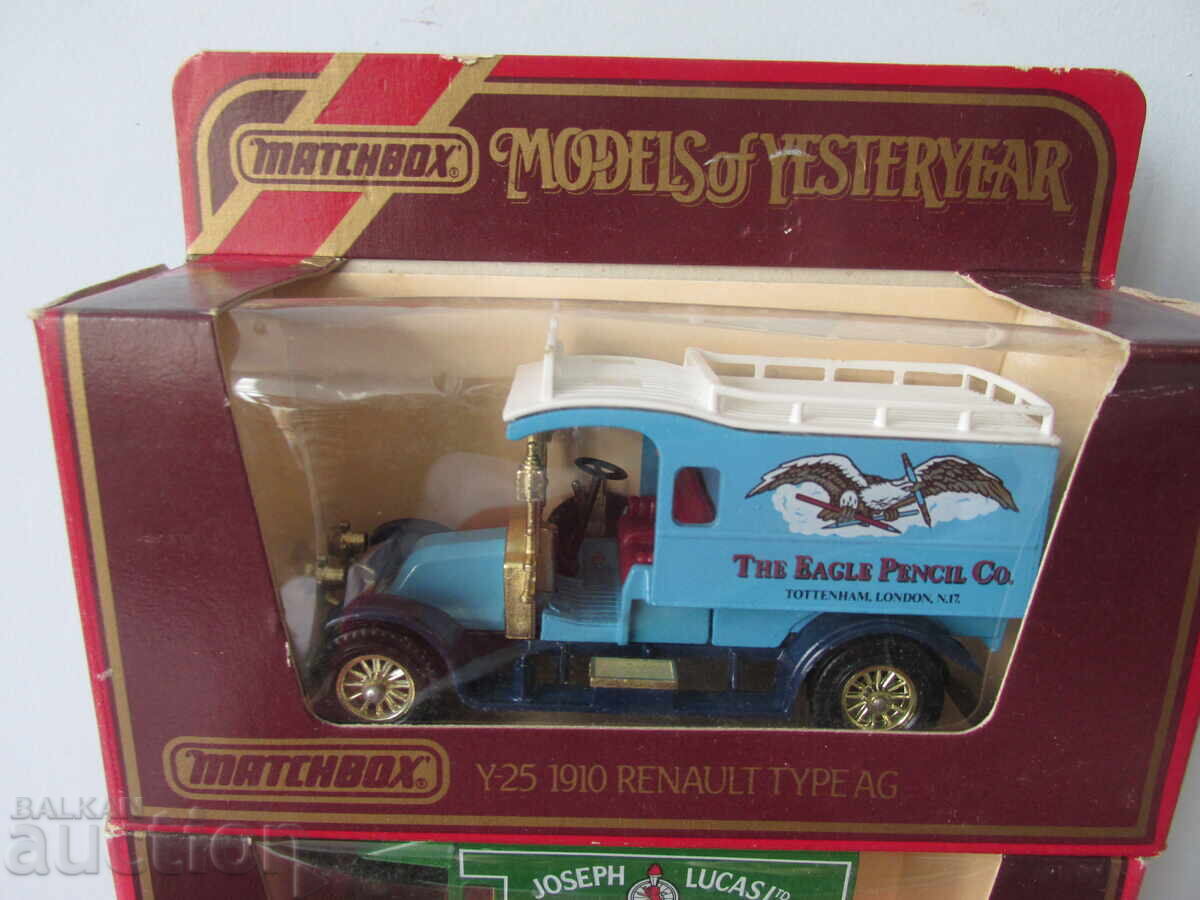 MATCHBOX®
MODELS of YESTERYEAR
THE EAGLE PENCIL CO.
TOTTENHAM, LONDON, N.17.
MATCHBOX®
Y-25 1910 RENAULT TYPE AG
BALKAN
auction
JOSEPH LUCAS LTD